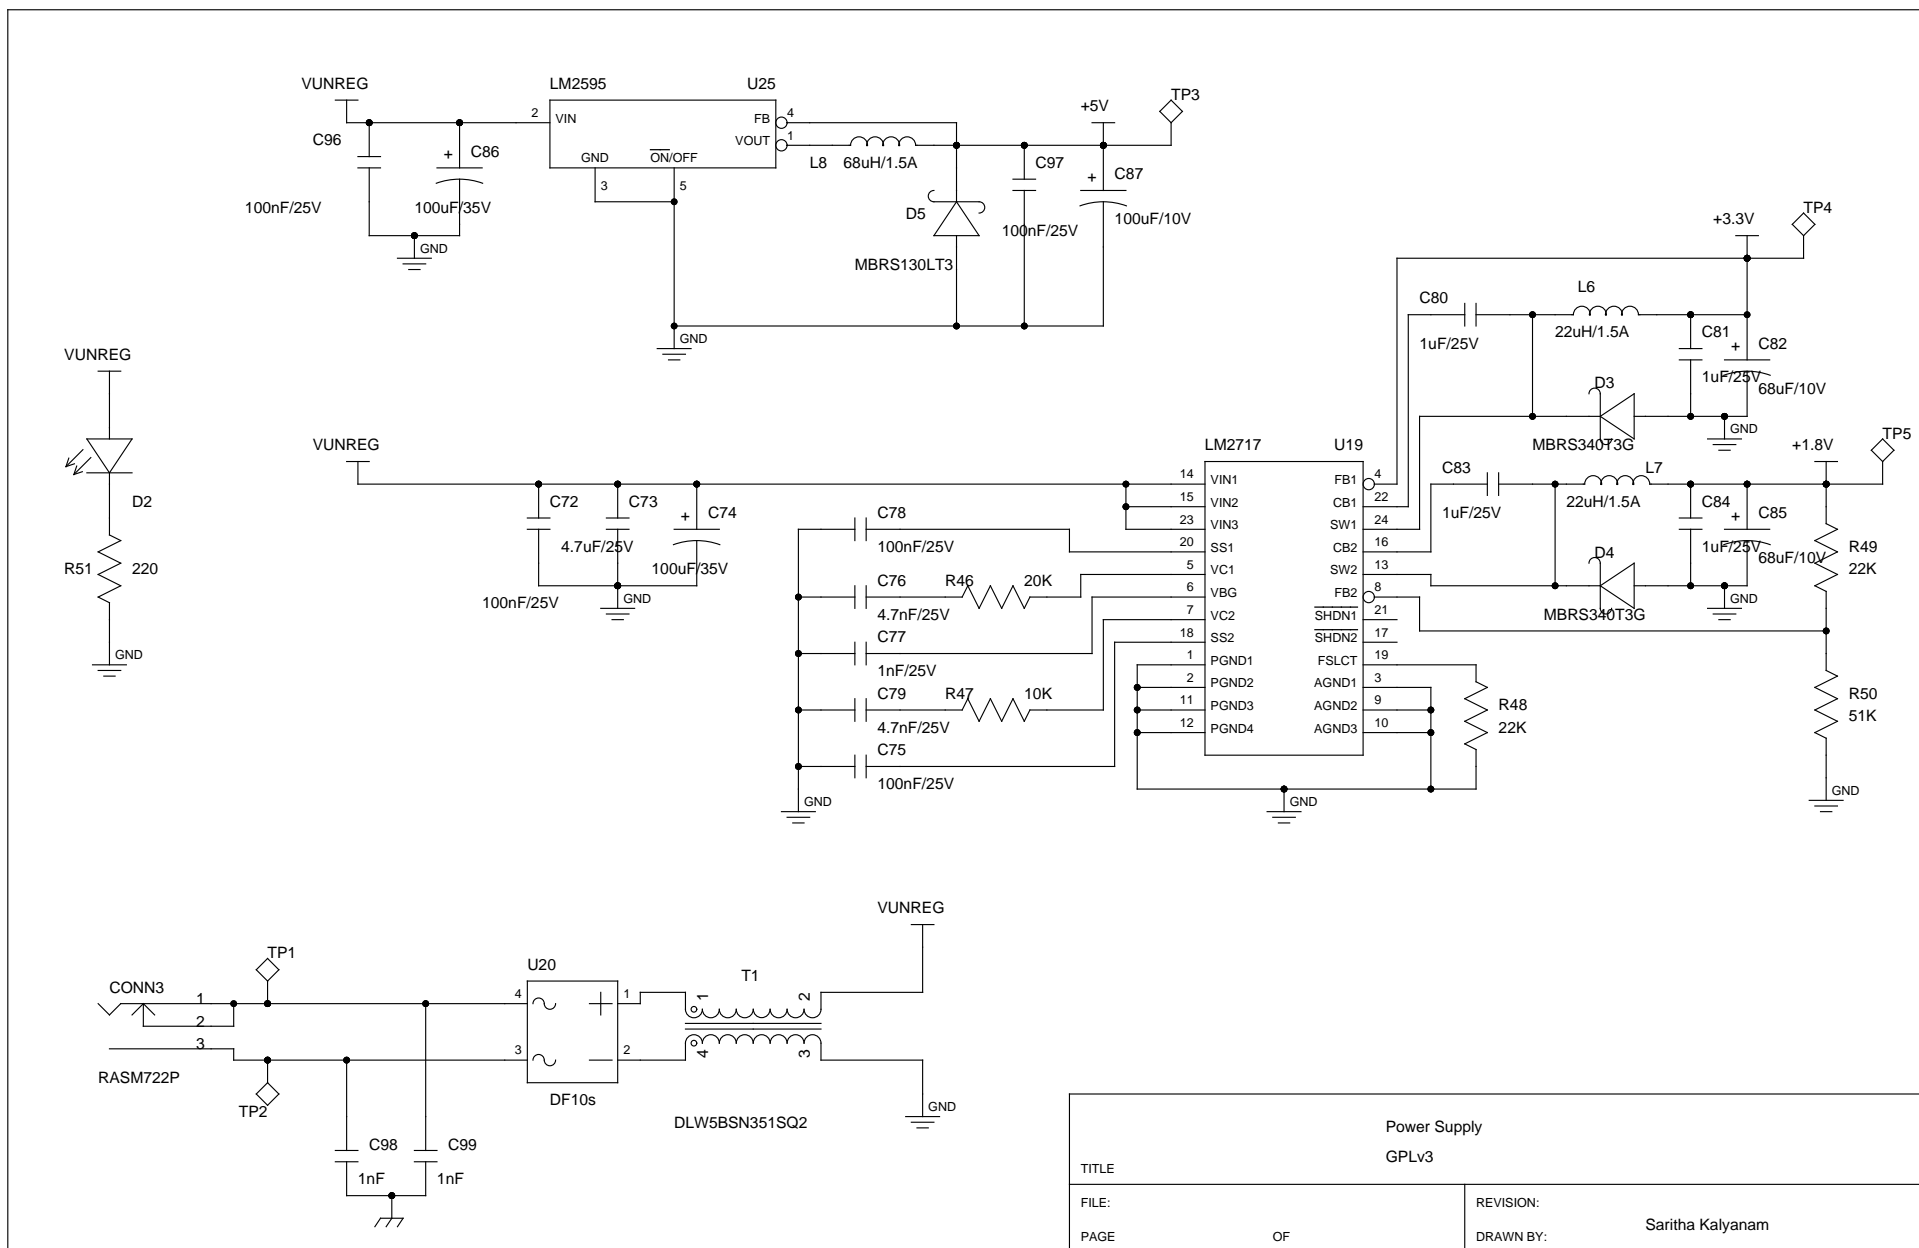 VUNREG
LM2595
U25
2
VIN
FB
4
VOUT
1
GND
ON/OFF
3
5
C96
100nF/25V
+
C86
100uF/35V
GND
L8
68uH/1.5A
D5
MBRS130LT3
C97
100nF/25V
+5V
+
C87
100uF/10V
TP3
GND
VUNREG
D2
R51
220
GND
VUNREG
C72
100nF/25V
C73
4.7uF/25V
+
C74
100uF/35V
GND
C78
100nF/25V
C76
4.7nF/25V
R46
20K
C77
1nF/25V
C79
4.7nF/25V
R47
10K
C75
100nF/25V
GND
LM2717
U19
14
VIN1
15
VIN2
23
VIN3
20
SS1
5
VC1
6
VBG
7
VC2
18
SS2
1
PGND1
2
PGND2
11
PGND3
12
PGND4
FB1
4
CB1
22
SW1
24
CB2
16
SW2
13
FB2
8
SHDN1
21
SHDN2
17
FSLCT
19
AGND1
3
AGND2
9
AGND3
10
GND
R48
22K
+3.3V
TP4
C80
1uF/25V
L6
22uH/1.5A
C81
1uF/25V
+
C82
68uF/10V
D3
MBRS340T3G
GND
+1.8V
TP5
C83
1uF/25V
L7
22uH/1.5A
C84
1uF/25V
+
C85
68uF/10V
D4
MBRS340T3G
GND
R49
22K
R50
51K
GND
CONN3
1
2
3
RASM722P
TP1
TP2
C98
1nF
C99
1nF
U20
4
3
1
2
DF10s
T1
1
2
4
3
DLW5BSN351SQ2
VUNREG
GND
Power Supply
GPLv3
TITLE
FILE:
REVISION:
PAGE
OF
DRAWN BY:
Saritha Kalyanam